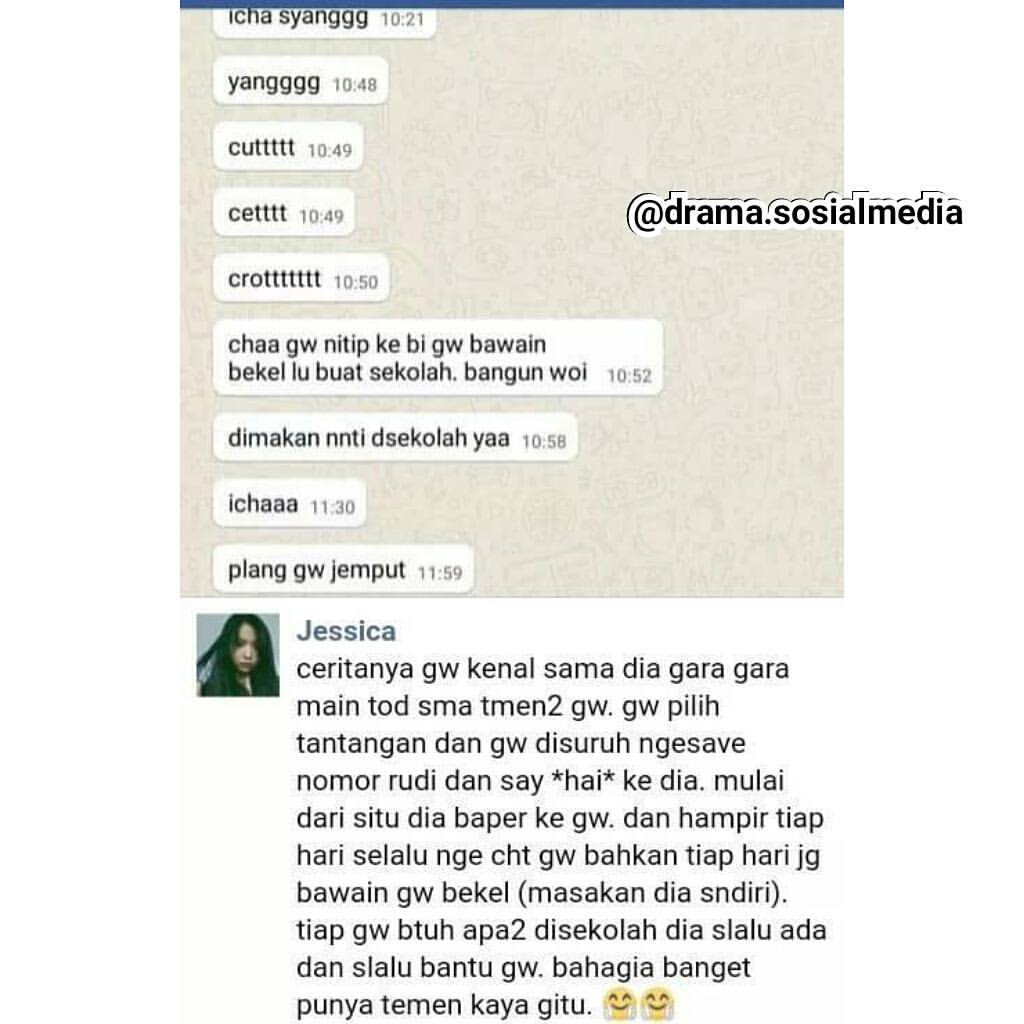 icha syanggg 10:21
yangggg 10:48
cuttttt 10:49
@drama.sosialmedia
cetttt 10:49
crotttttttt 10:50
chaa gw nitip ke bi gw bawain
bekel lu buat sekolah. bangun woi 10:52
dimakan nnti dsekolah yaa 10:58
ichaaa 11:30
plang gw jemput 11:59
Jessica
ceritanya gw kenal sama dia gara gara
main tod sma tmen2 gw. gw pilih
tantangan dan gw disuruh ngesave
nomor rudi dan say *hai* ke dia. mulai
dari situ dia baper ke gw. dan hampir tiap
hari selalu nge cht gw bahkan tiap hari jg
bawain gw bekel (masakan dia sndiri).
tiap gw btuh apa2 disekolah dia slalu ada
dan slalu bantu gw. bahagia banget
punya temen kaya gitu. 🤗🤗